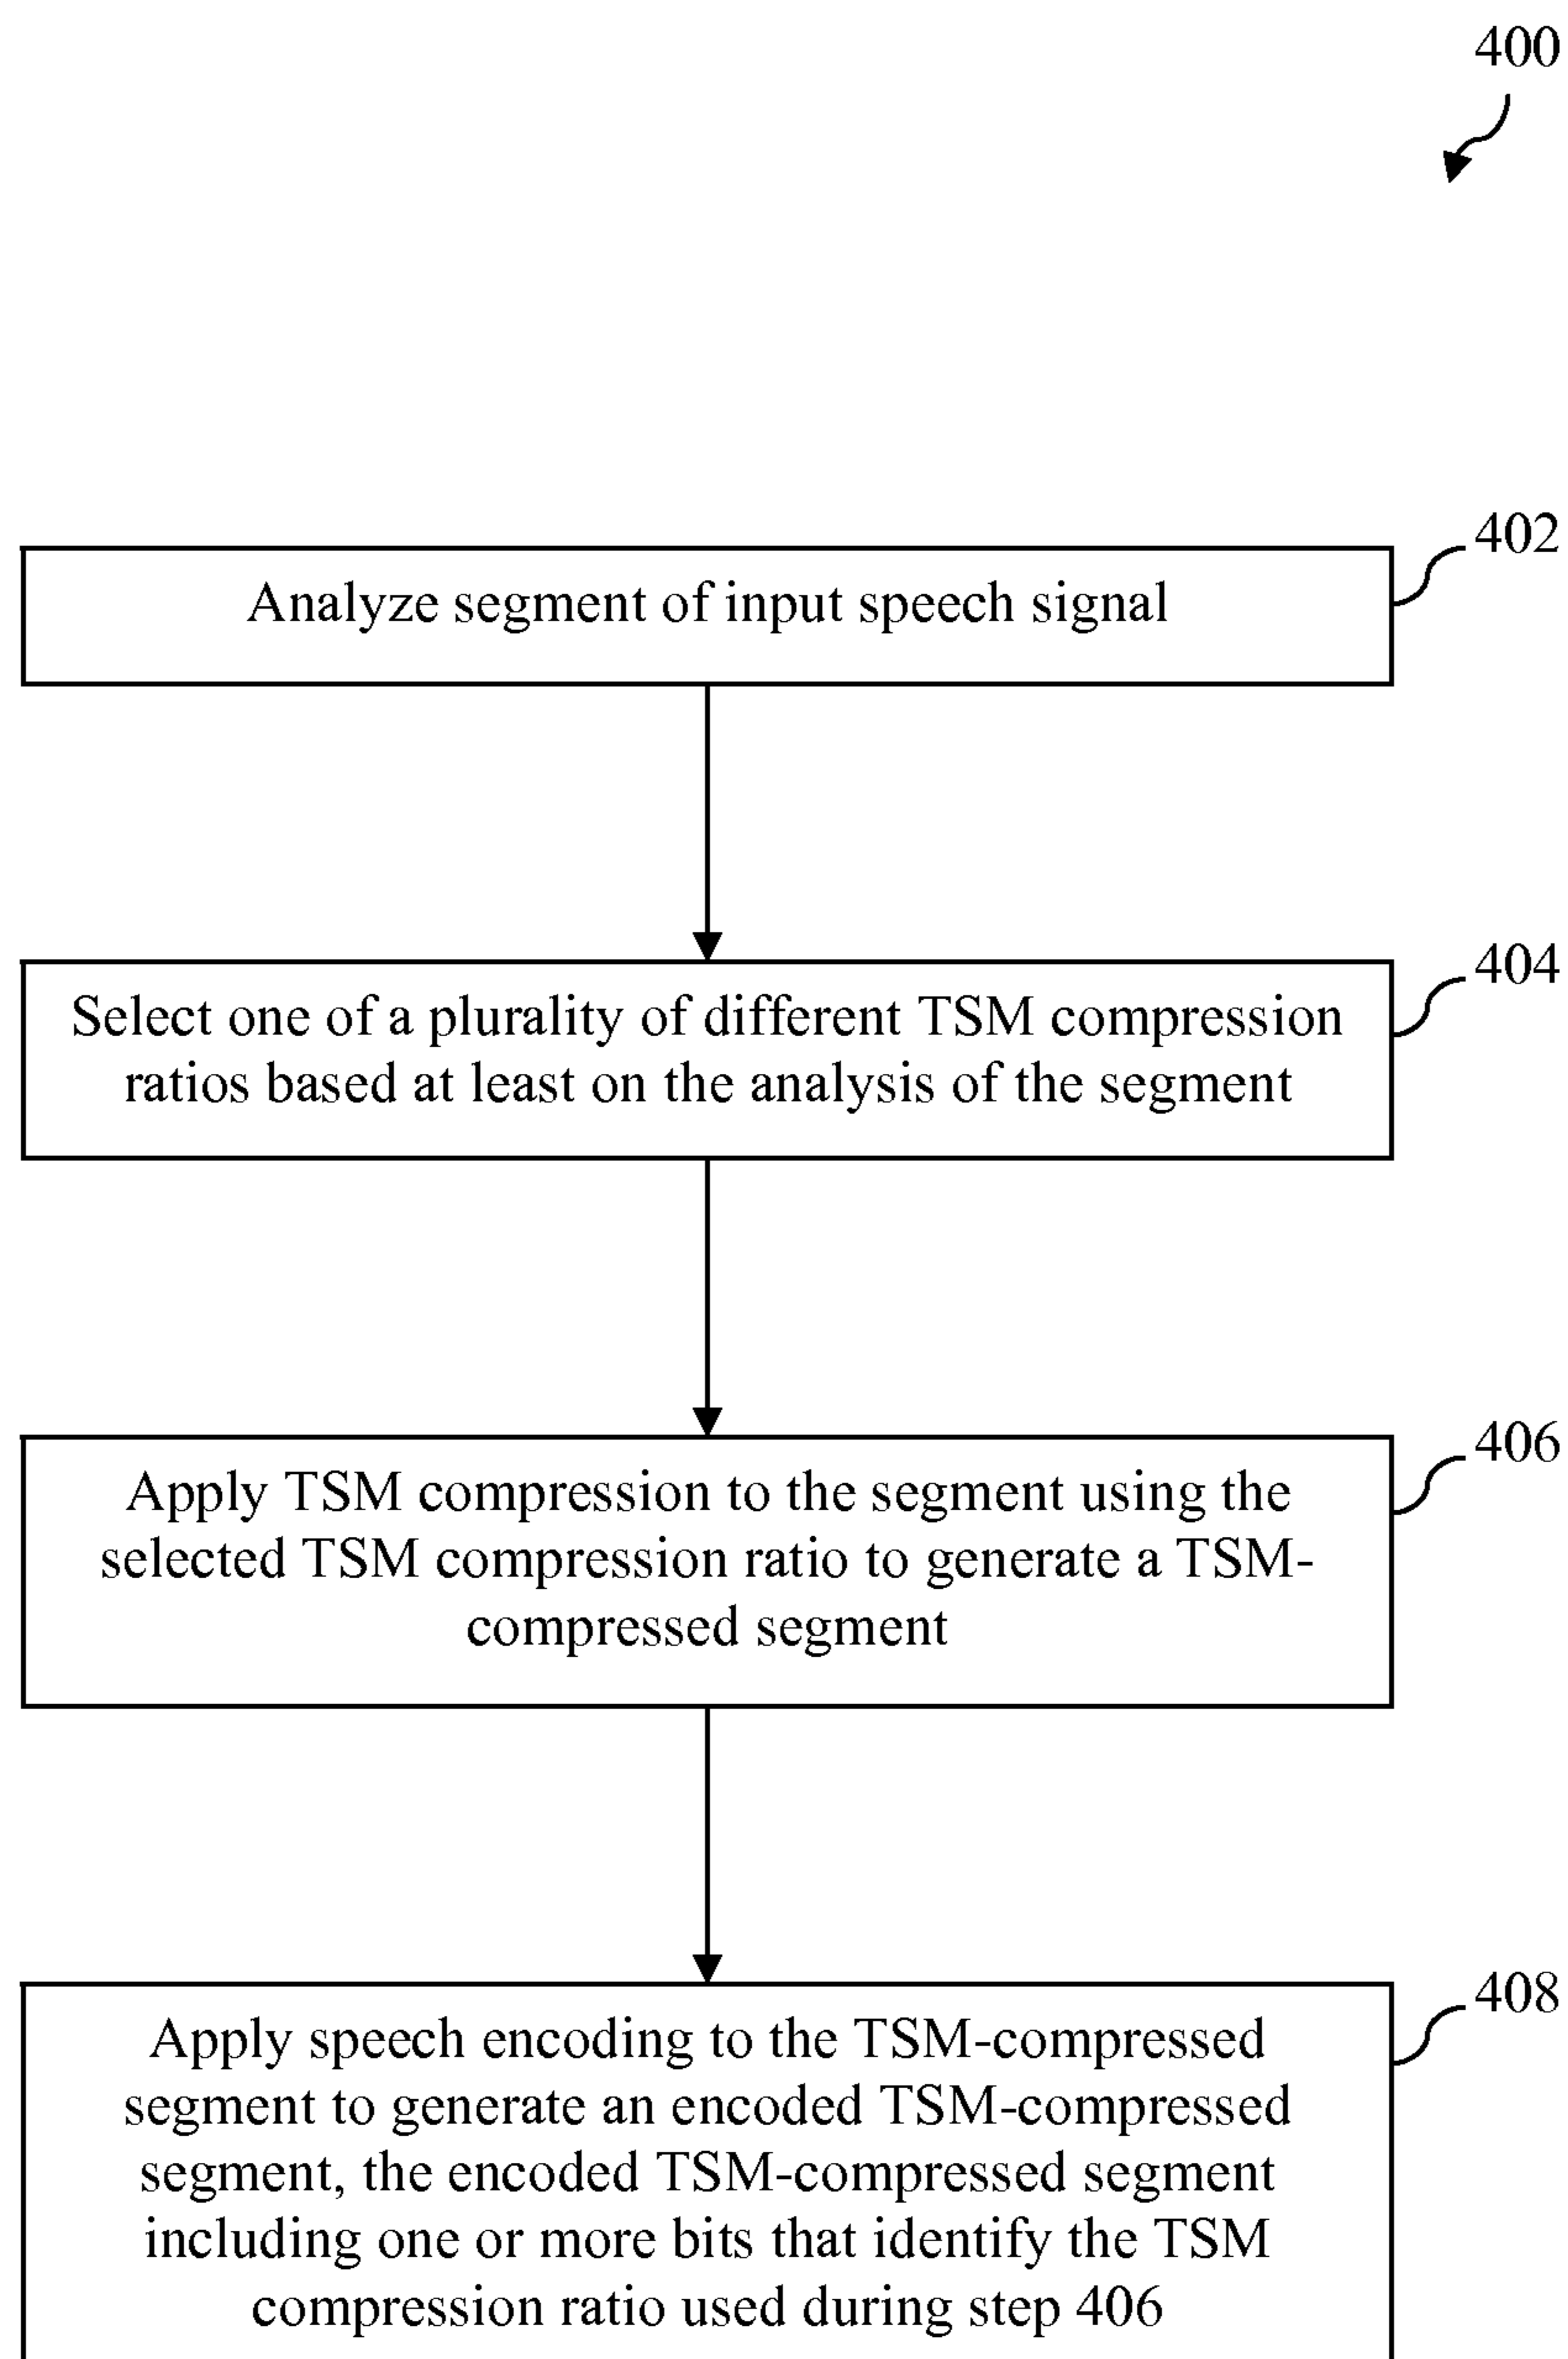 400
402
Analyze segment of input speech signal
404
Select one of a plurality of different TSM compression
ratios based at least on the analysis of the segment
406
Apply TSM compression to the segment using the
selected TSM compression ratio to generate a TSM-
compressed segment
408
Apply speech encoding to the TSM-compressed
segment to generate an encoded TSM-compressed
segment, the encoded TSM-compressed segment
including one or more bits that identify the TSM
compression ratio used during step 406